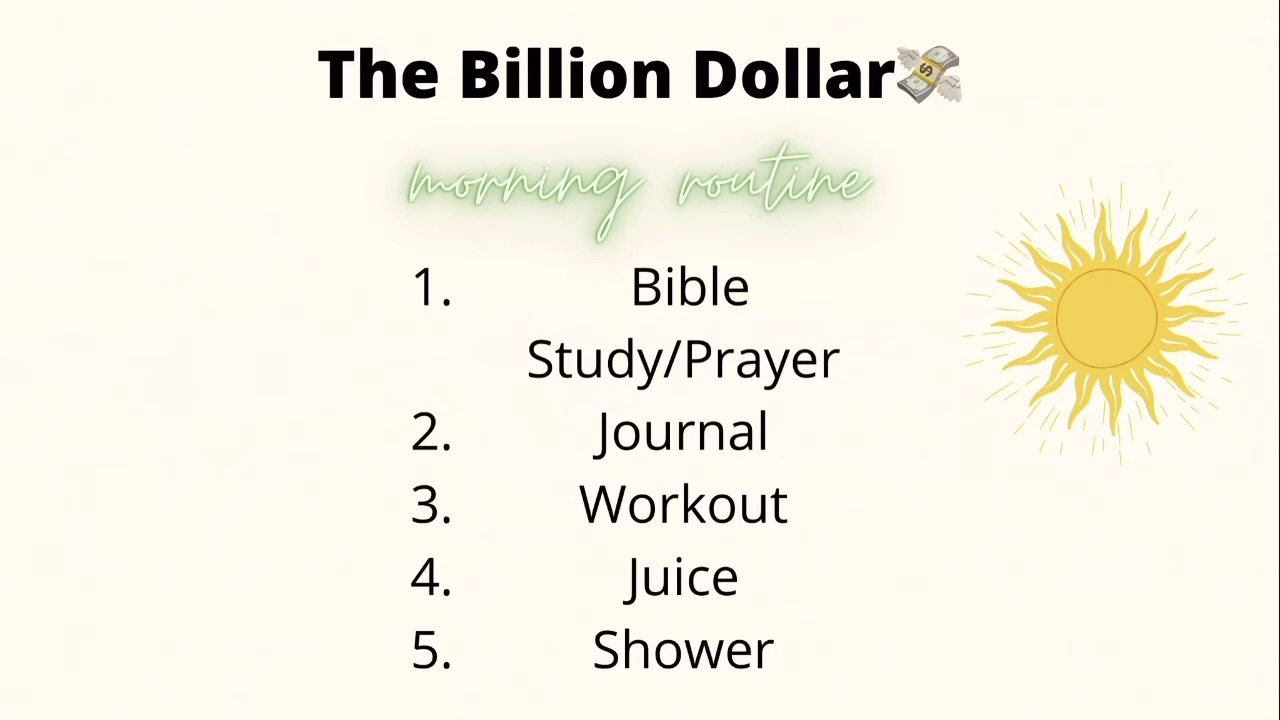 The Billion Dollar💸
morning routine
1. Bible
Study/Prayer
2. Journal
3. Workout
4. Juice
5. Shower